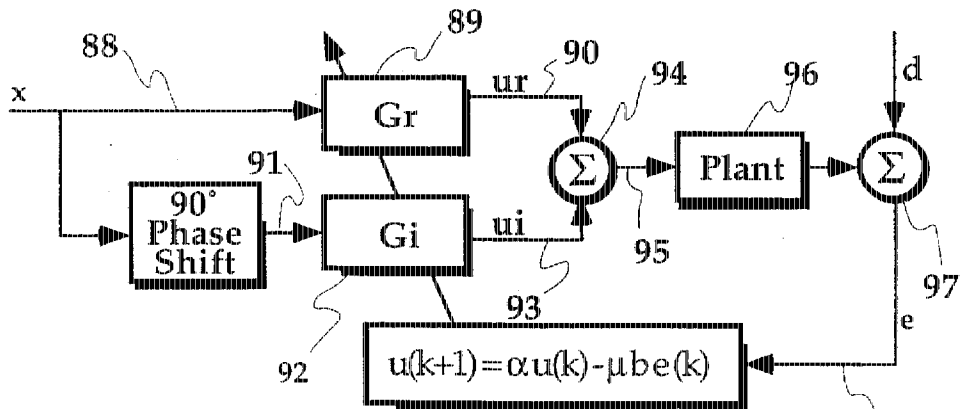 88
89
90
94
96
d
x
ur
Gr
Σ
Plant
Σ
91
90°
Phase
Shift
Gi
ui
95
97
92
93
e
u(k+1)=αu(k)-μbe(k)